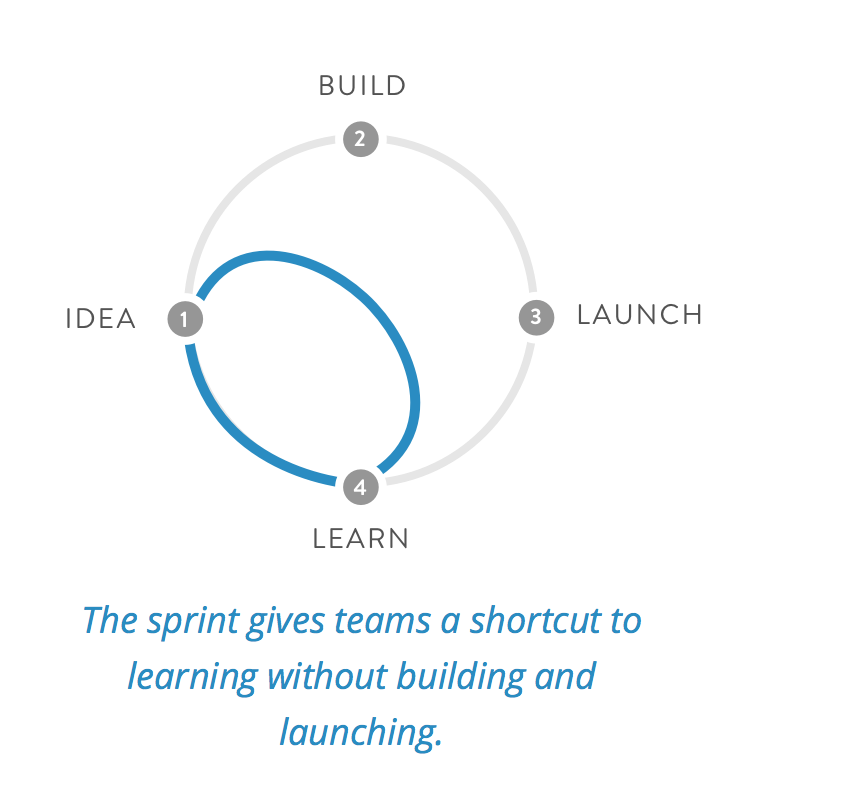 BUILD
2
IDEA
1
3
LAUNCH
4
LEARN
The sprint gives teams a shortcut to
learning without building and
launching.